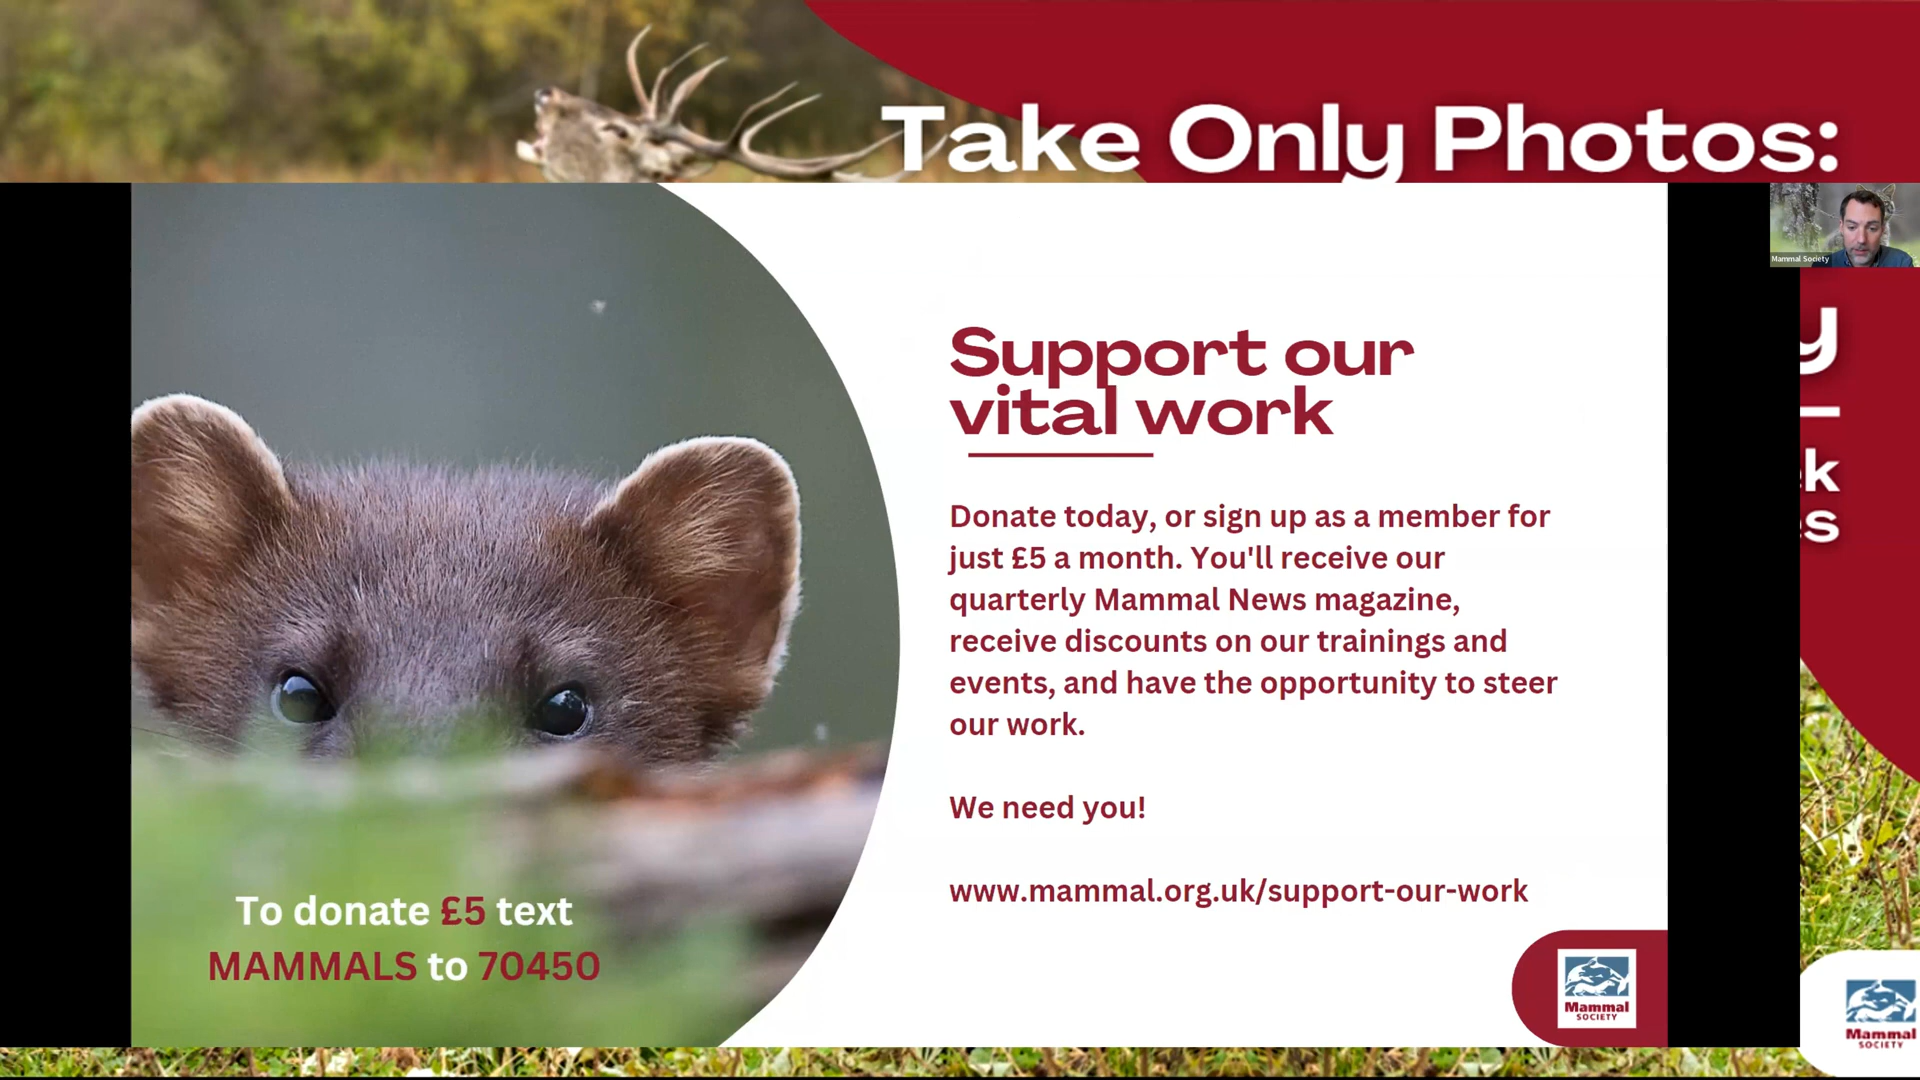 Take Only Photos:
Mammal Society
Support our
vital work
Donate today, or sign up as a member for
just £5 a month. You'll receive our
quarterly Mammal News magazine,
receive discounts on our trainings and
events, and have the opportunity to steer
our work.
We need you!
www.mammal.org.uk/support-our-work
To donate £5 text
MAMMALS to 70450
Mammal
SOCIETY
Mammal
SOCIETY